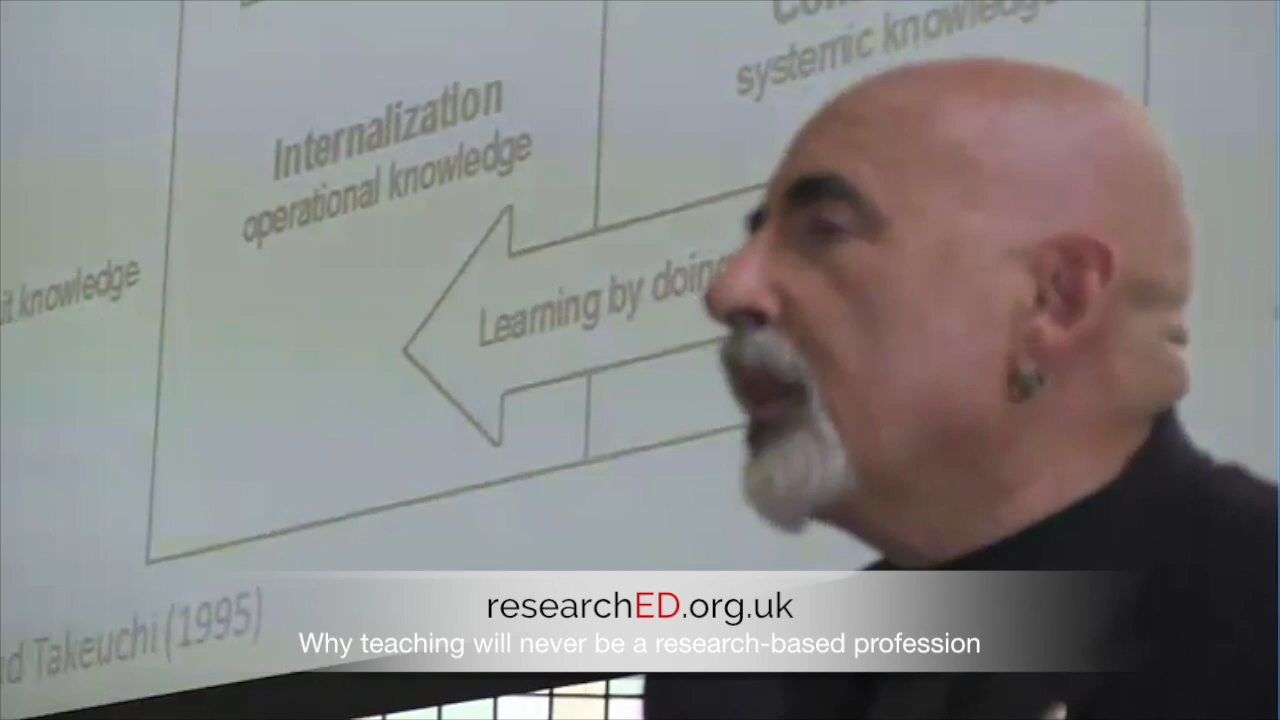 systemic knowledge
Internalization
operational knowledge
knowledge
Learning by doing
Takeuchi (1995)
researchED.org.uk
Why teaching will never be a research-based profession